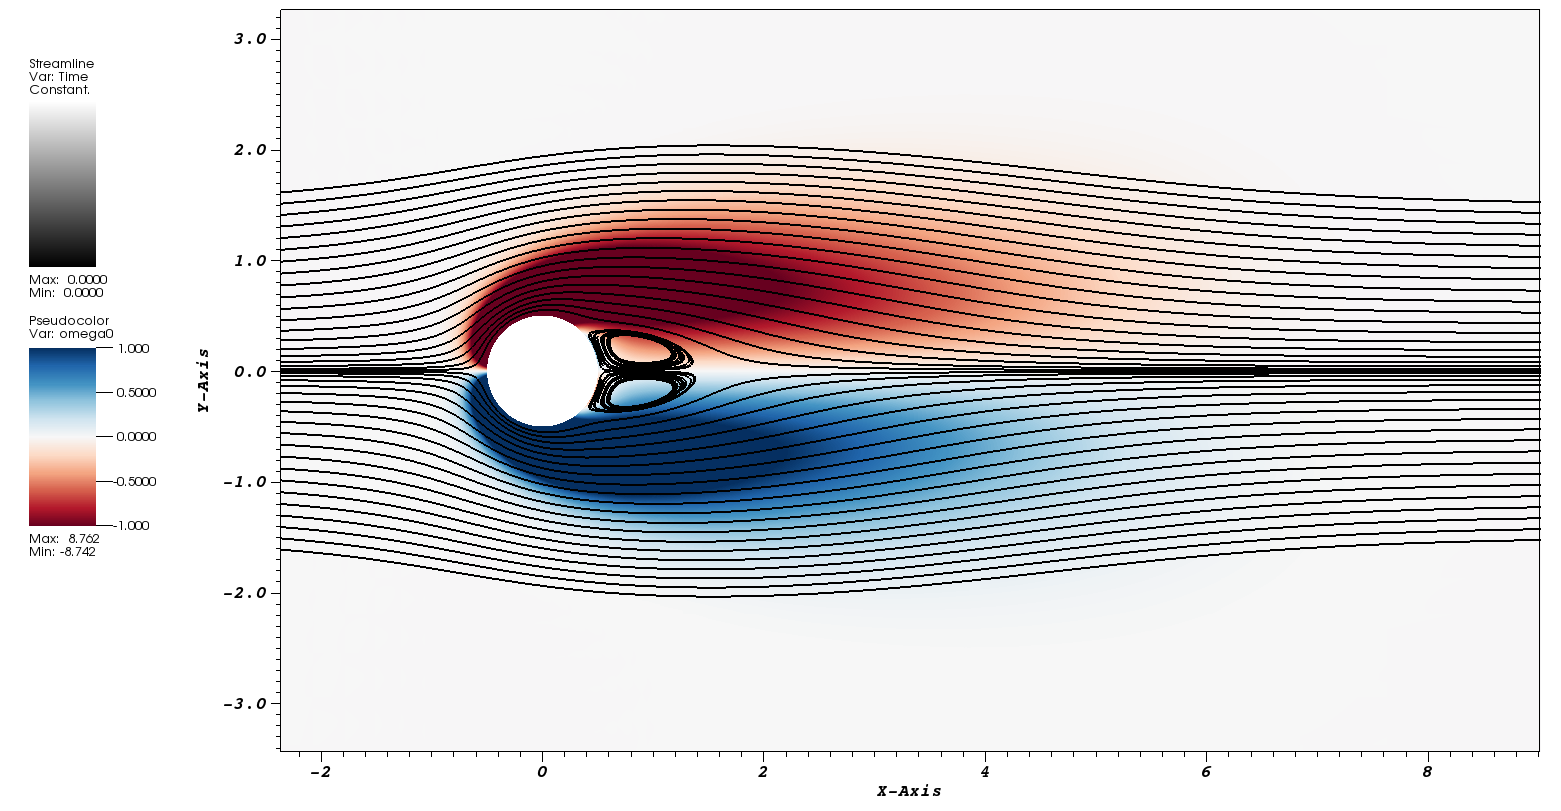 Streamline
Var: Time
Constant.
Max: 0.0000
Min: 0.0000
Pseudocolor
Var: omega0
1.000
0.5000
0.0000
-0.5000
-1.000
Max: 8.762
Min: -8.742
3.0
2.0
1.0
0.0
-1.0
-2.0
-3.0
Y-Axis
-2
0
2
4
6
8
X-Axis